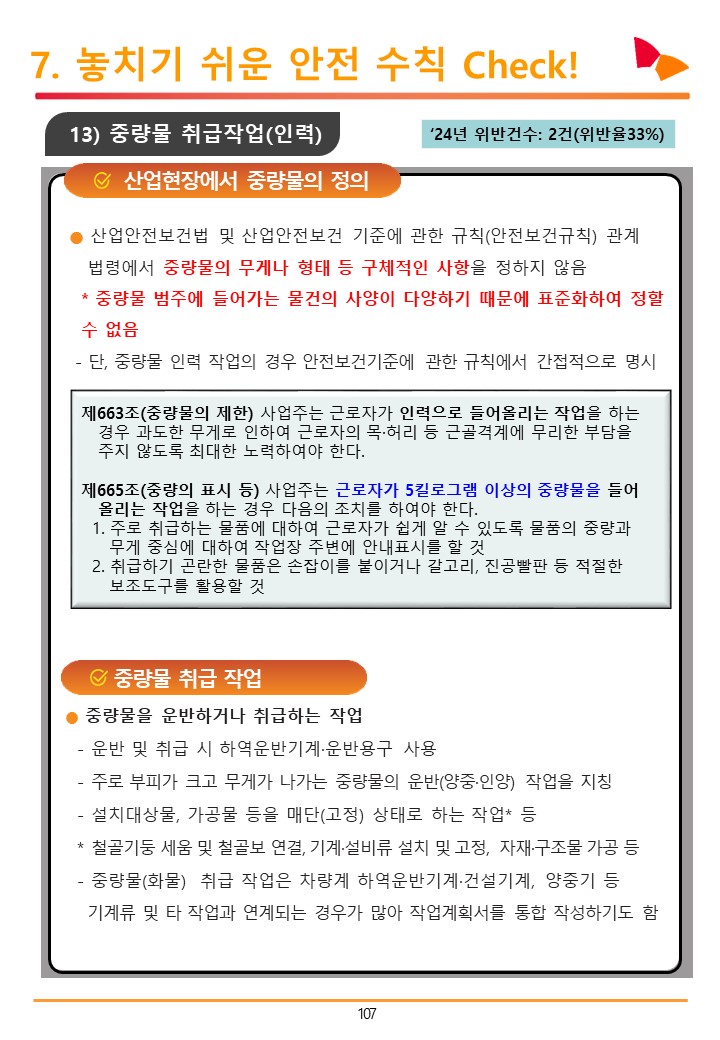 7. 놓치기 쉬운 안전 수칙 Check!
13) 중량물 취급작업(인력)
‘24년 위반건수: 2건(위반율33%)
산업현장에서 중량물의 정의
● 산업안전보건법 및 산업안전보건 기준에 관한 규칙(안전보건규칙) 관계
법령에서 중량물의 무게나 형태 등 구체적인 사항을 정하지 않음
* 중량물 범주에 들어가는 물건의 사양이 다양하기 때문에 표준화하여 정할
수 없음
- 단, 중량물 인력 작업의 경우 안전보건기준에 관한 규칙에서 간접적으로 명시
제663조(중량물의 제한) 사업주는 근로자가 인력으로 들어올리는 작업을 하는
경우 과도한 무게로 인하여 근로자의 목·허리 등 근골격계에 무리한 부담을
주지 않도록 최대한 노력하여야 한다.
제665조(중량의 표시 등) 사업주는 근로자가 5킬로그램 이상의 중량물을 들어
올리는 작업을 하는 경우 다음의 조치를 하여야 한다.
1. 주로 취급하는 물품에 대하여 근로자가 쉽게 알 수 있도록 물품의 중량과
무게 중심에 대하여 작업장 주변에 안내표시를 할 것
2. 취급하기 곤란한 물품은 손잡이를 붙이거나 갈고리, 진공빨판 등 적절한
보조도구를 활용할 것
중량물 취급 작업
● 중량물을 운반하거나 취급하는 작업
- 운반 및 취급 시 하역운반기계·운반용구 사용
- 주로 부피가 크고 무게가 나가는 중량물의 운반(양중·인양) 작업을 지칭
- 설치대상물, 가공물 등을 매단(고정) 상태로 하는 작업* 등
* 철골기둥 세움 및 철골보 연결, 기계·설비류 설치 및 고정, 자재·구조물 가공 등
- 중량물(화물) 취급 작업은 차량계 하역운반기계·건설기계, 양중기 등
기계류 및 타 작업과 연계되는 경우가 많아 작업계획서를 통합 작성하기도 함
107